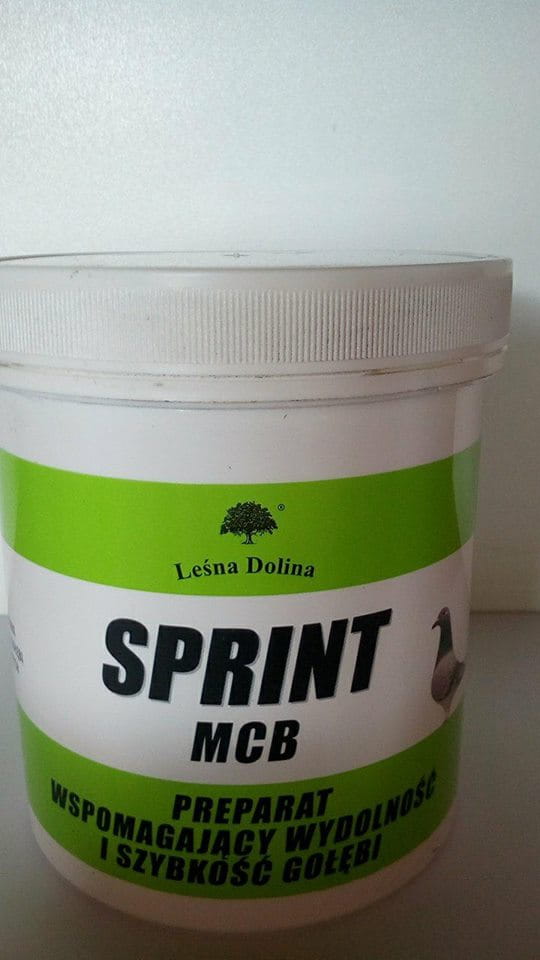 ®
Leśna Dolina
SPRINT
MCB
PREPARAT
WSPOMAGAJĄCY WYDOLNOŚĆ
I SZYBKOŚĆ GOŁĘBI